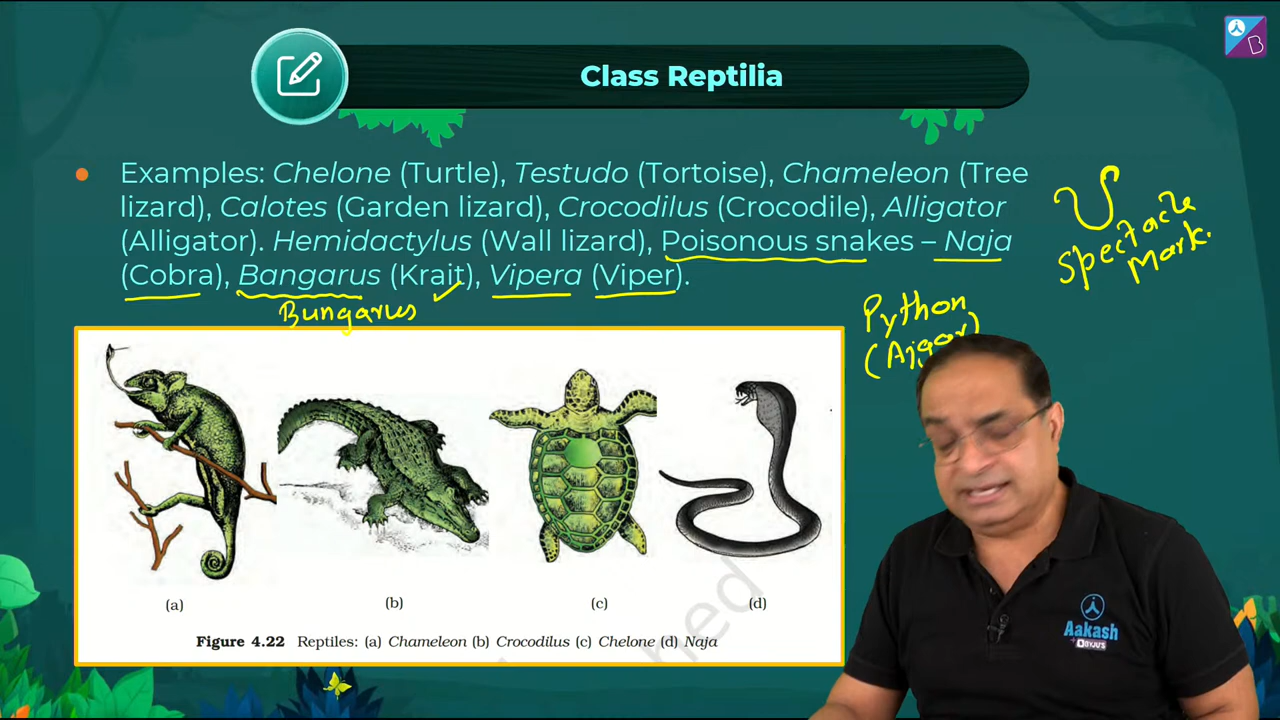 Class Reptilia
Examples: Chelone (Turtle), Testudo (Tortoise), Chameleon (Tree
lizard), Calotes (Garden lizard), Crocodilus (Crocodile), Alligator
(Alligator). Hemidactylus (Wall lizard), Poisonous snakes – Naja
(Cobra), Bangarus (Krait), Vipera (Viper).
Bungarus
Spectacle
Mark.
Python
(Ajgar)
(a)
(b)
(c)
(d)
Figure 4.22 Reptiles: (a) Chameleon (b) Crocodilus (c) Chelone (d) Naja
Aakash
BYJU'S
B